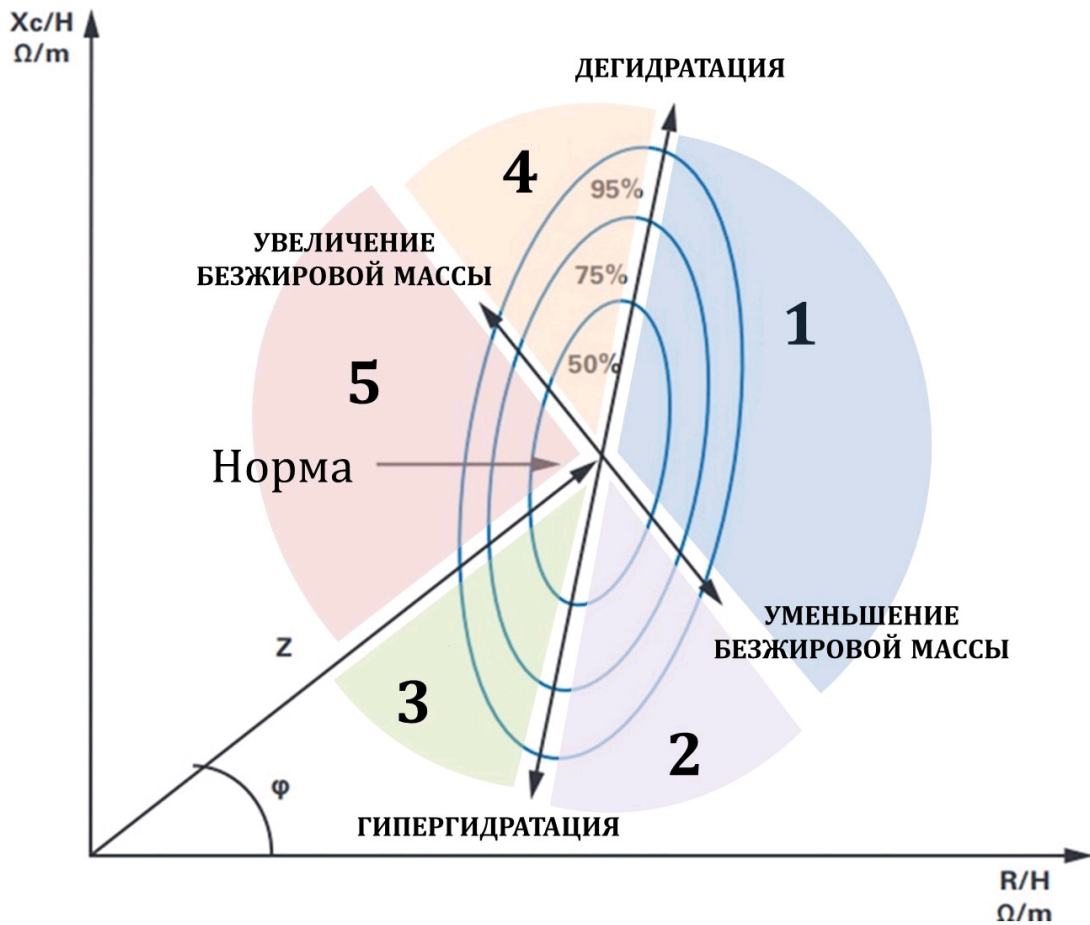 Xc/H
Ω/m
ДЕГИДРАТАЦИЯ
4
95%
УВЕЛИЧЕНИЕ
БЕЗЖИРОВОЙ МАССЫ
75%
1
50%
5
Норма
УМЕНЬШЕНИЕ
БЕЗЖИРОВОЙ МАССЫ
Z
3
2
φ
ГИПЕРГИДРАТАЦИЯ
R/H
Ω/m